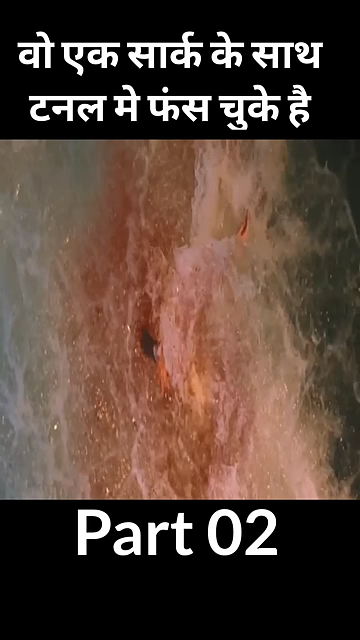 वो एक सार्क के साथ
टनल मे फंस चुके है
Part 02